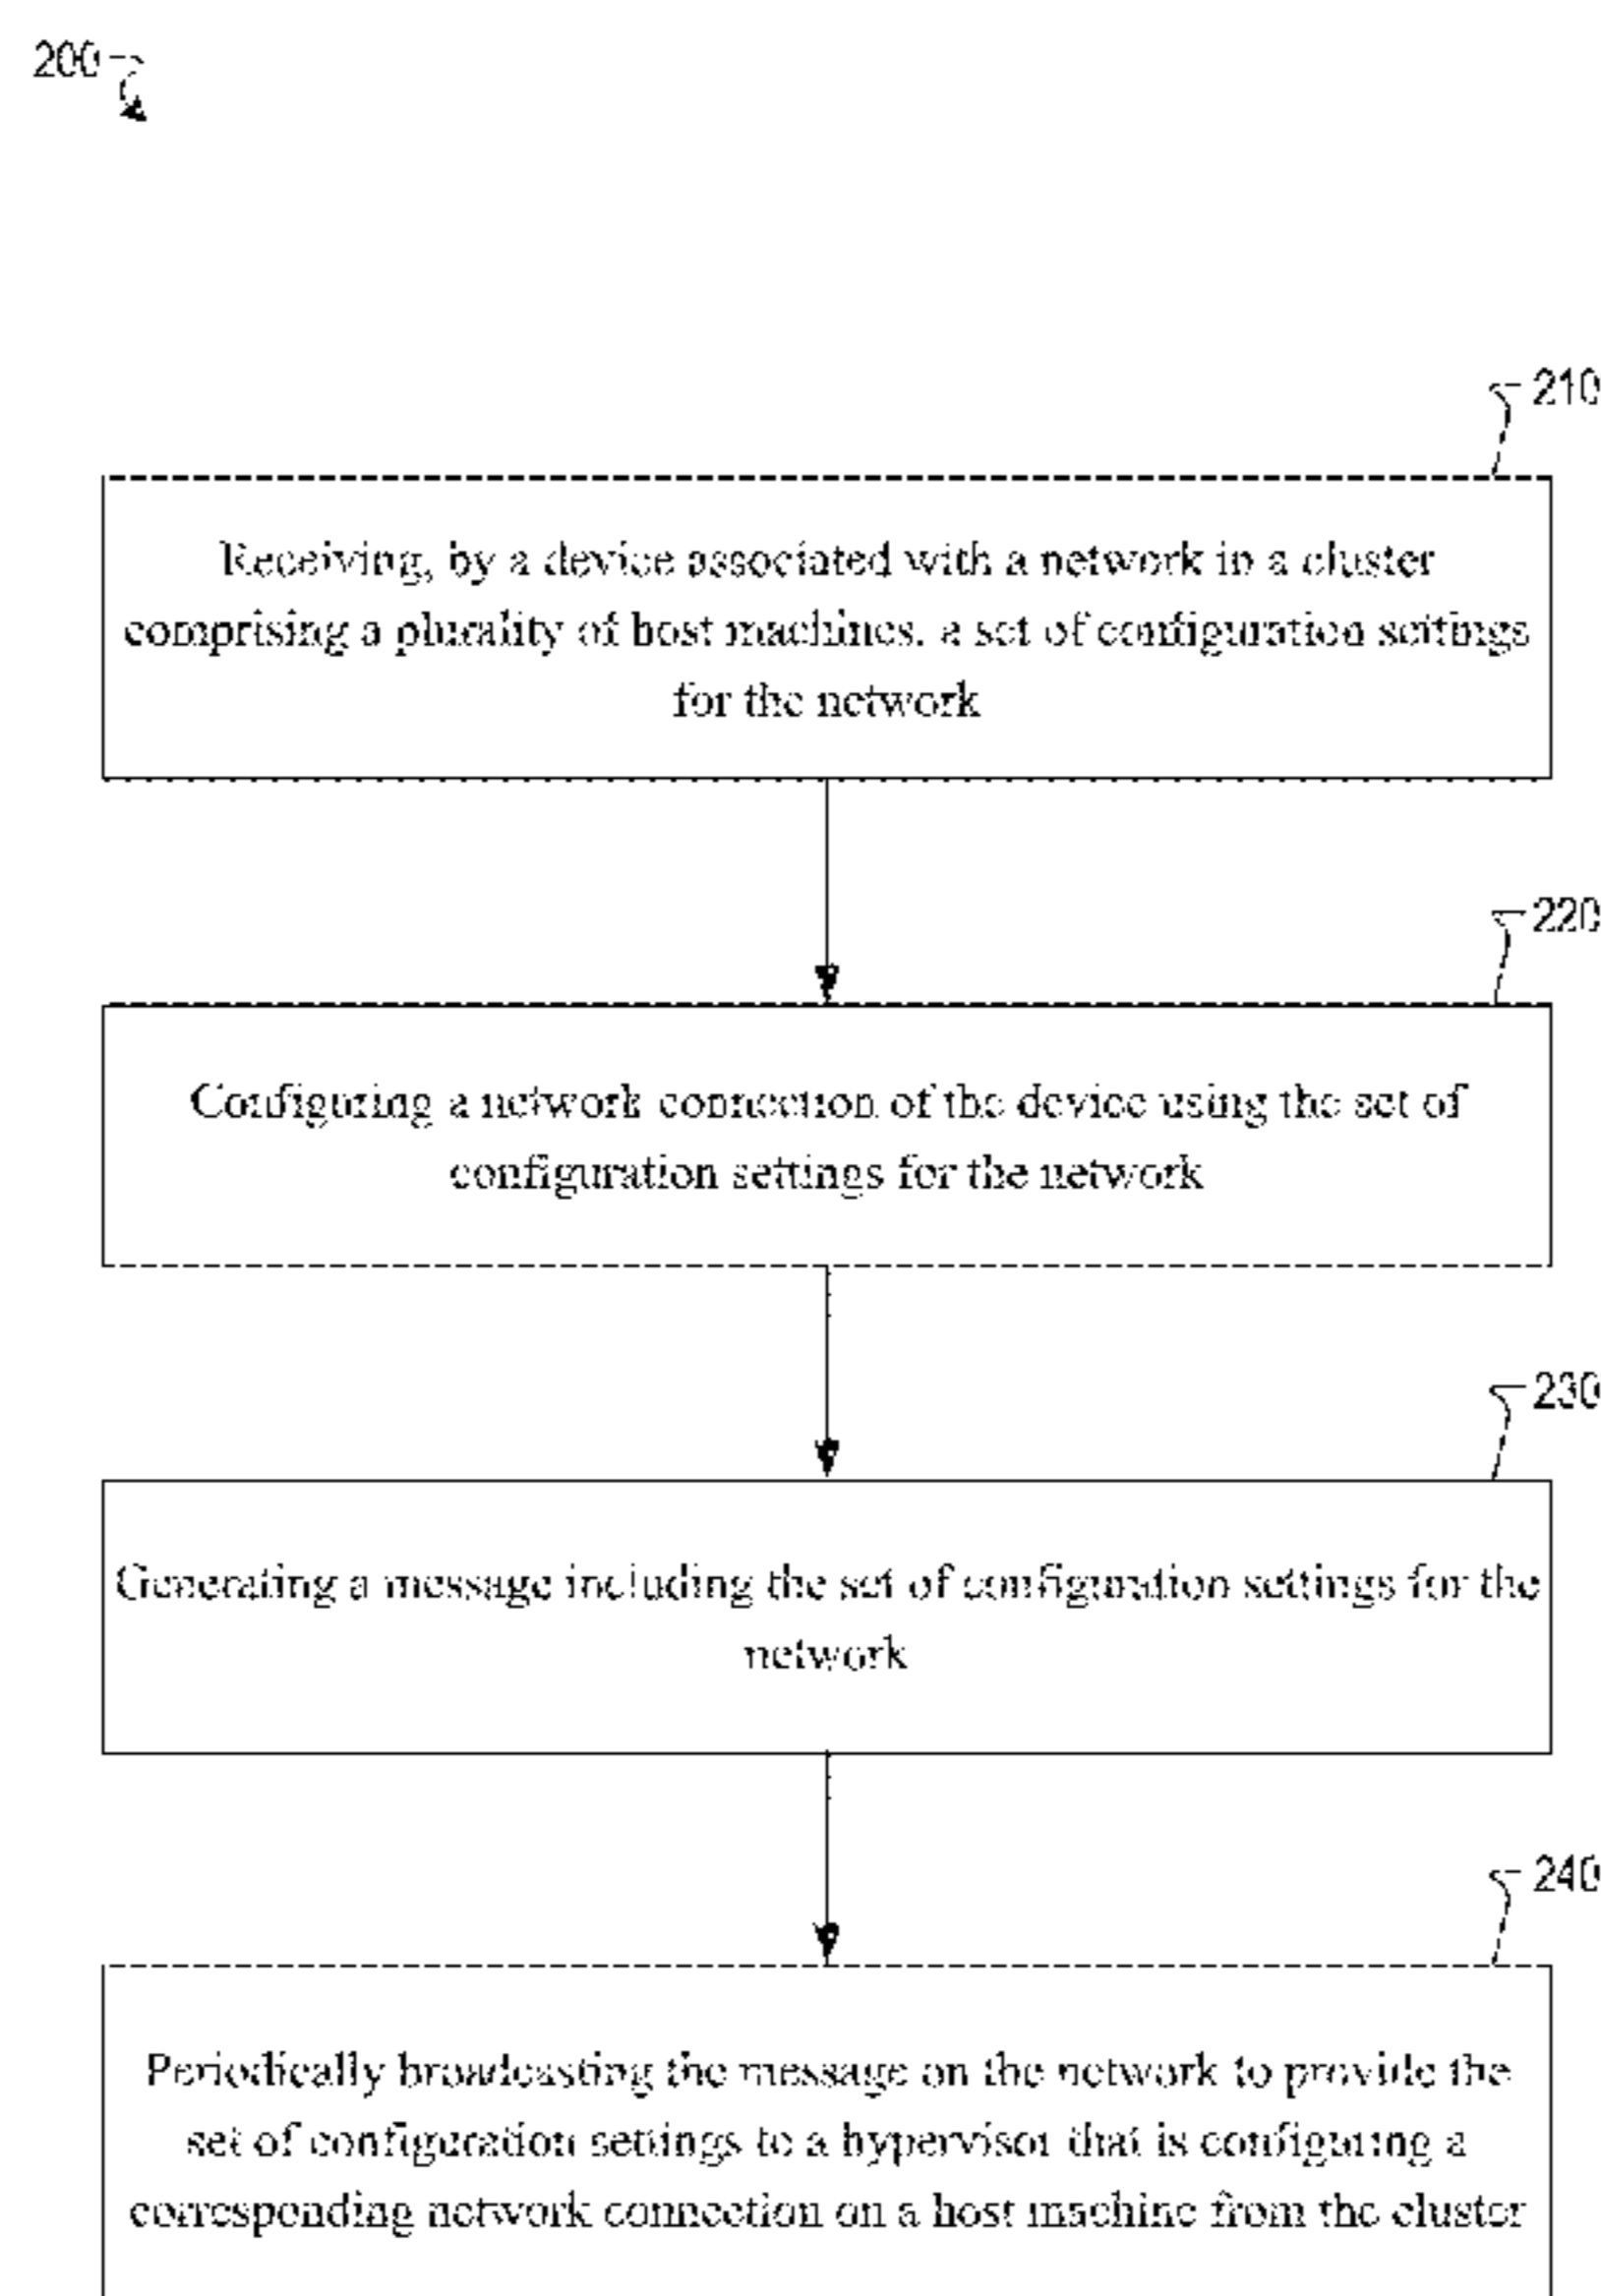 200
210
Receiving, by a device associated with a network in a cluster
comprising a plurality of host machines, a set of configuration settings
for the network
220
Configuring a network connection of the device using the set of
configuration settings for the network
230
Generating a message including the set of configuration settings for the
network
240
Periodically broadcasting the message on the network to provide the
set of configuration settings to a hypervisor that is configuring a
corresponding network connection on a host machine from the cluster